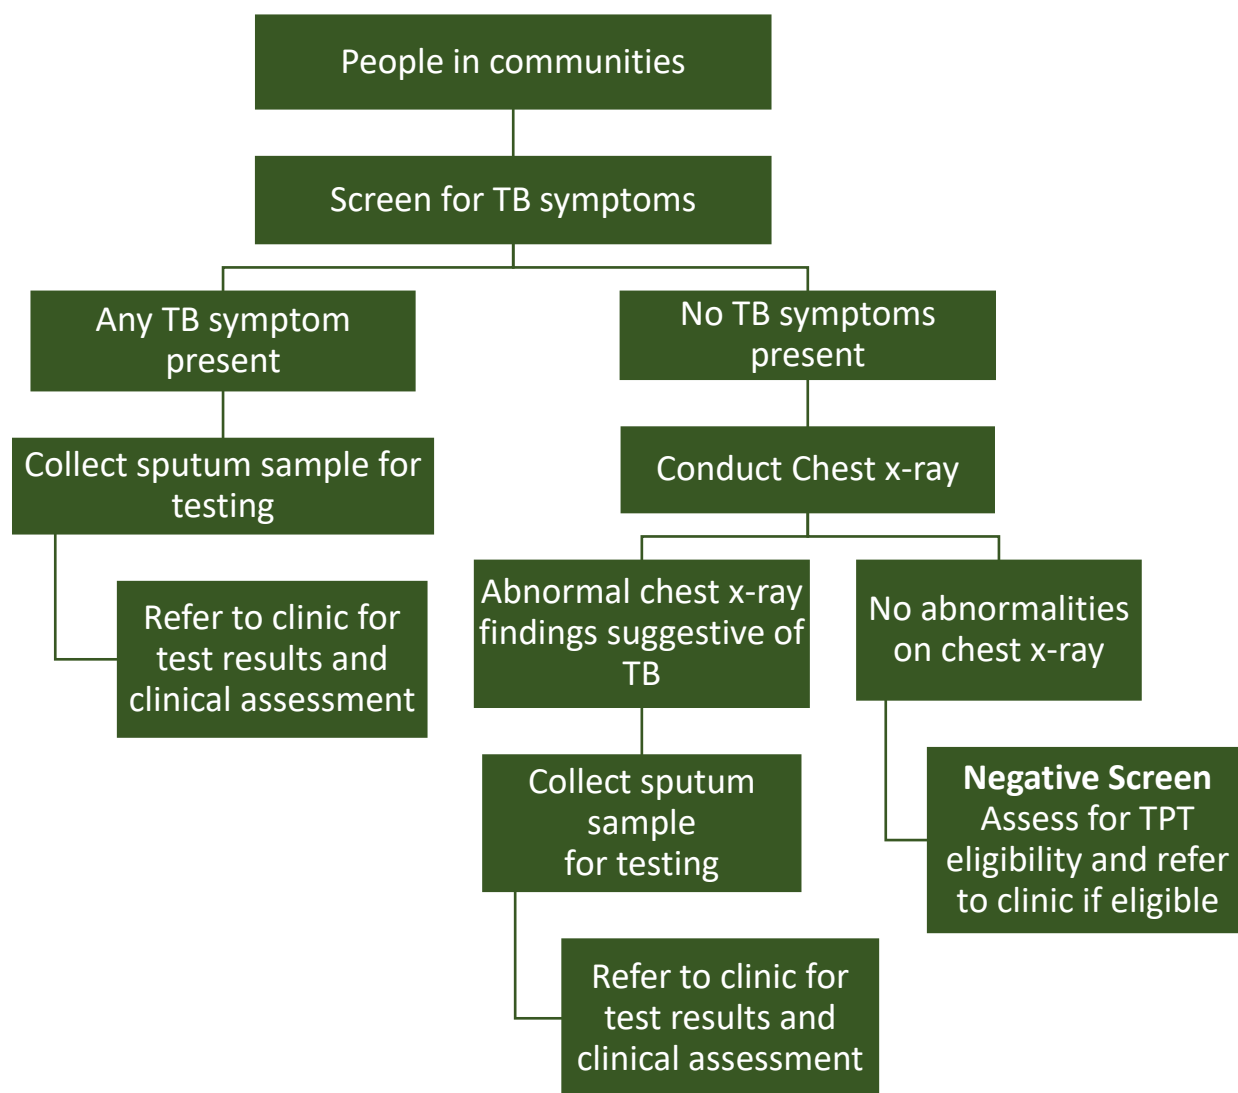 People in communities
Screen for TB symptoms
Any TB symptom
present
No TB symptoms
present
Collect sputum sample for
testing
Conduct Chest x-ray
Refer to clinic for
test results and
clinical assessment
Abnormal chest x-ray
findings suggestive of
TB
No abnormalities
on chest x-ray
Collect sputum
sample
for testing
Negative Screen
Assess for TPT
eligibility and refer
to clinic if eligible
Refer to clinic for
test results and
clinical assessment